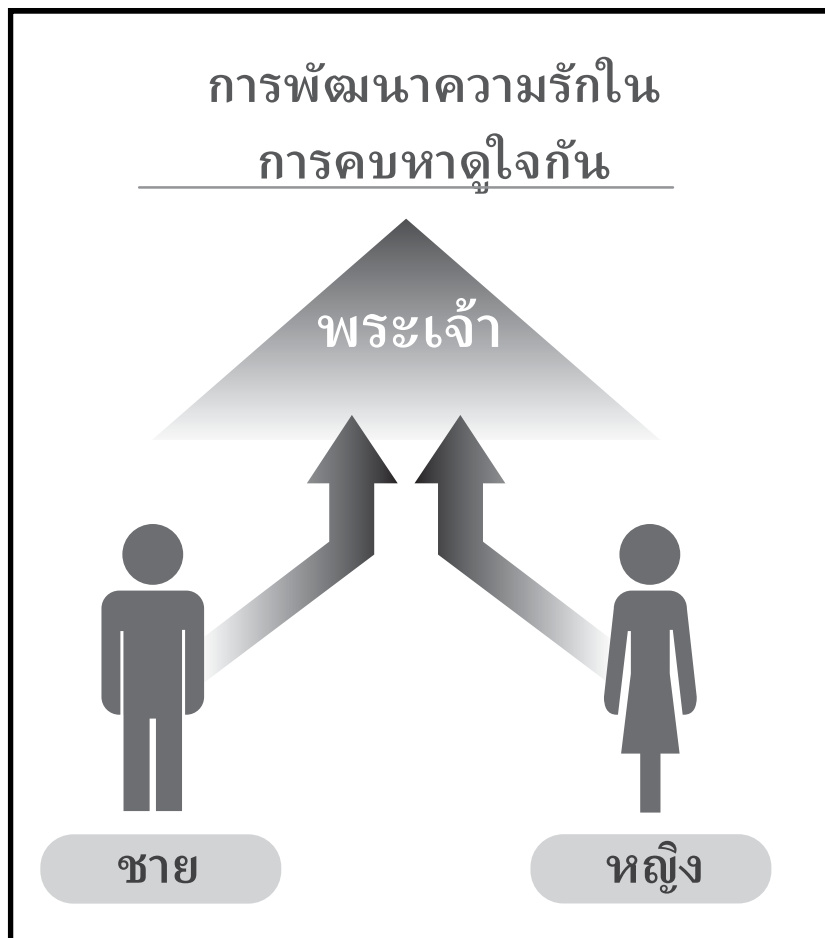 การพัฒนาความรักใน
การคบหาดูใจกัน
พระเจ้า
ชาย
หญิง